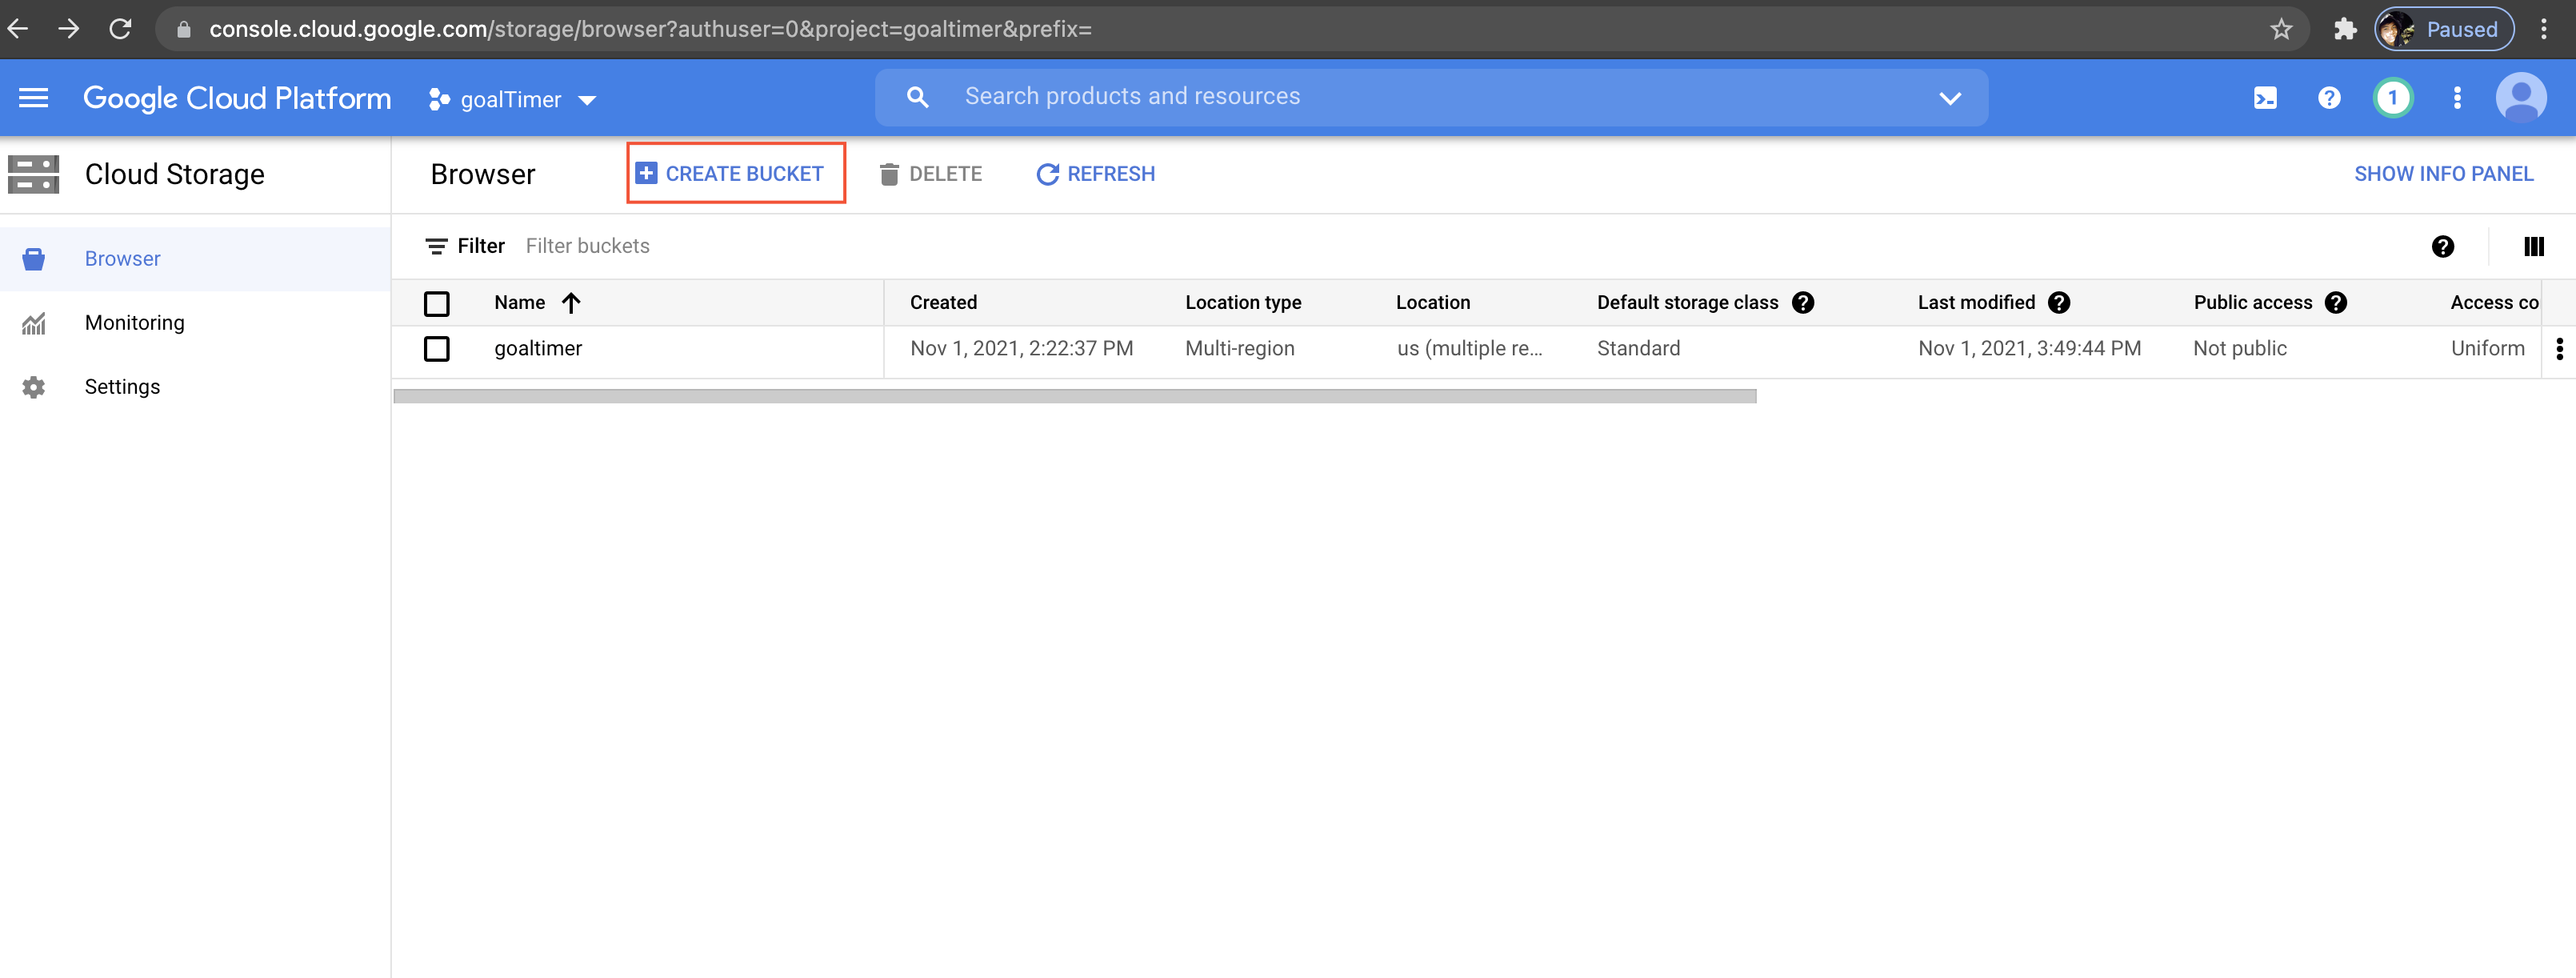 console.cloud.google.com/storage/browser?authuser=0&project=goaltimer&prefix=
Paused
Google Cloud Platform
goalTimer
Search products and resources
1
Cloud Storage
Browser
CREATE BUCKET
DELETE
REFRESH
SHOW INFO PANEL
Browser
Monitoring
Settings
Filter Filter buckets
Name Created Location type Location Default storage class Last modified Public access Access co
goaltimer Nov 1, 2021, 2:22:37 PM Multi-region us (multiple re... Standard Nov 1, 2021, 3:49:44 PM Not public Uniform